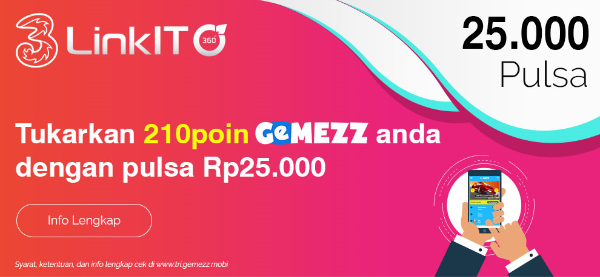 3 LinkIT 360
25.000
Pulsa
Tukarkan 210poin GEMEZZ anda
dengan pulsa Rp25.000
Info Lengkap
Syarat, ketentuan, dan info lengkap cek di www.tri.gemezz.mobi